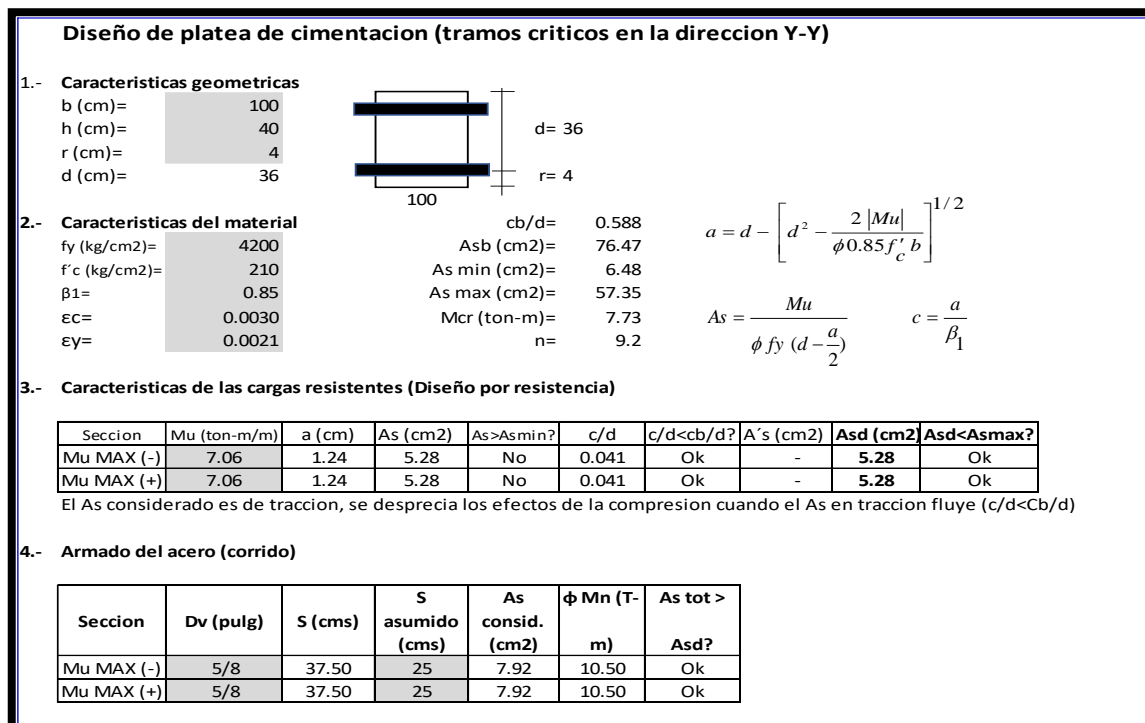 Diseño de platea de cimentacion (tramos criticos en la direccion Y-Y)
1.- Caracteristicas geometricas
b (cm)= 100
h (cm)= 40
r (cm)= 4
d (cm)= 36
d= 36
r= 4
100
2.- Caracteristicas del material
fy (kg/cm2)= 4200
f´c (kg/cm2)= 210
β1= 0.85
εc= 0.0030
εy= 0.0021
cb/d= 0.588
Asb (cm2)= 76.47
As min (cm2)= 6.48
As max (cm2)= 57.35
Mcr (ton-m)= 7.73
n= 9.2
a = d − [d² − 2|Mu| / ϕ0.85f′c b]^1/2
As = Mu / ϕ fy (d − a/2)
c = a / β1
3.- Caracteristicas de las cargas resistentes (Diseño por resistencia)
Seccion Mu (ton-m/m) a (cm) As (cm2) As>Asmin? c/d c/d<cb/d? A´s (cm2) Asd (cm2) Asd<Asmax?
Mu MAX (-) 7.06 1.24 5.28 No 0.041 Ok - 5.28 Ok
Mu MAX (+) 7.06 1.24 5.28 No 0.041 Ok - 5.28 Ok
El As considerado es de traccion, se desprecia los efectos de la compresion cuando el As en traccion fluye (c/d<Cb/d)
4.- Armado del acero (corrido)
Seccion Dv (pulg) S (cms) S asumido (cms) As consid. (cm2) ϕ Mn (T-m) As tot > Asd?
Mu MAX (-) 5/8 37.50 25 7.92 10.50 Ok
Mu MAX (+) 5/8 37.50 25 7.92 10.50 Ok